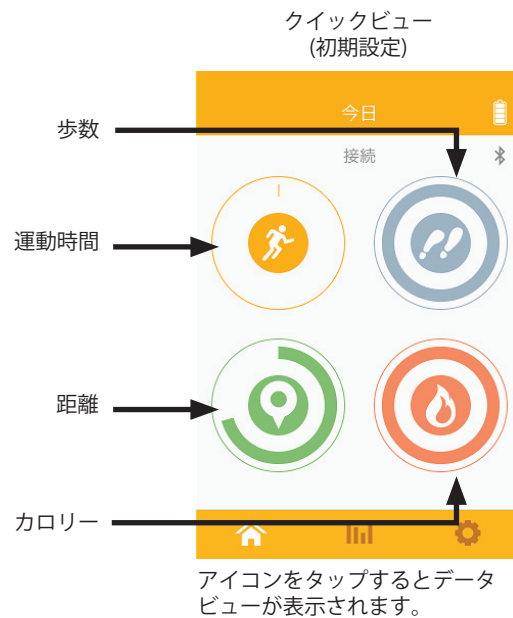 クイックビュー
(初期設定)
今日
歩数
接続
運動時間
距離
カロリー
アイコンをタップするとデータ
ビューが表示されます。